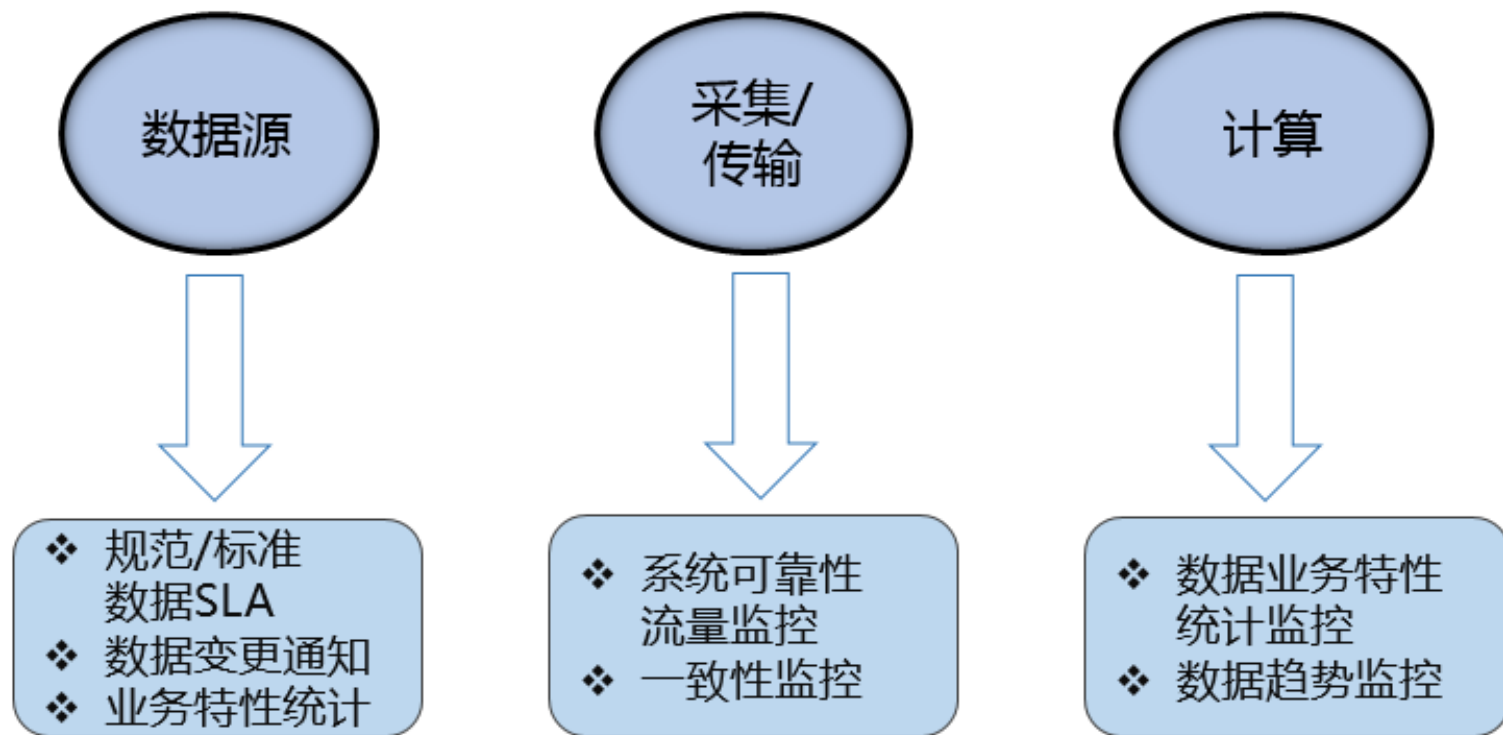 数据源
采集/
传输
计算
❖ 规范/标准
数据SLA
❖ 数据变更通知
❖ 业务特性统计
❖ 系统可靠性
流量监控
❖ 一致性监控
❖ 数据业务特性
统计监控
❖ 数据趋势监控